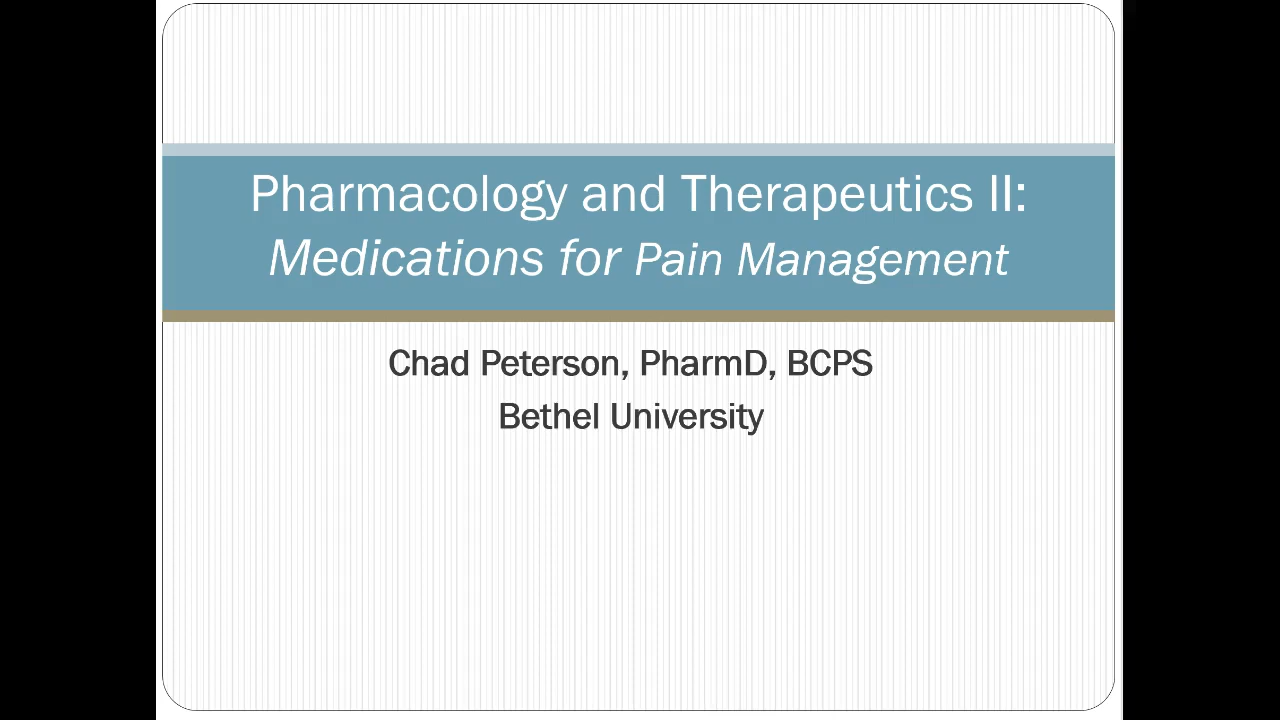 Pharmacology and Therapeutics II:
Medications for Pain Management
Chad Peterson, PharmD, BCPS
Bethel University